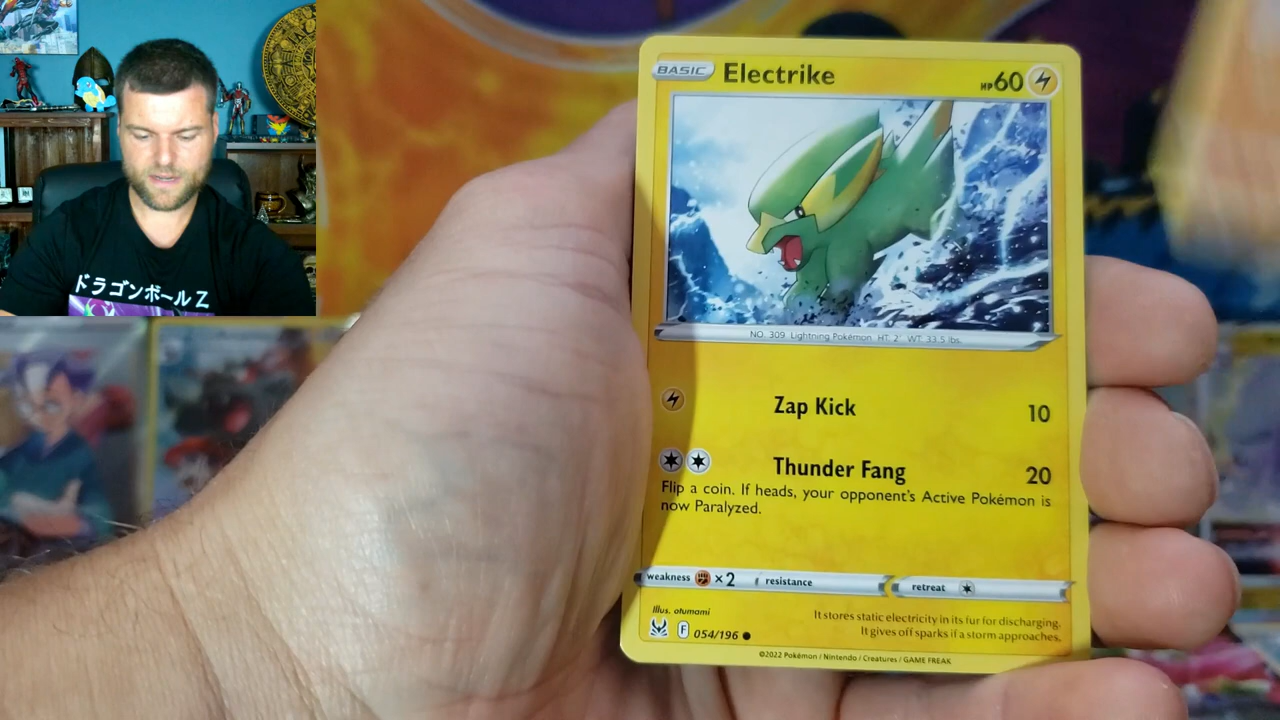 ドラゴンボールZ
BASIC Electrike HP60
NO. 309 Lightning Pokémon HT. 2' WT. 33.5 lbs.
Zap Kick 10
Thunder Fang 20
Flip a coin. If heads, your opponent's Active Pokémon is
now Paralyzed.
weakness ×2 resistance retreat
Illus. otumami
It stores static electricity in its fur for discharging.
It gives off sparks if a storm approaches.
F 054/196
©2022 Pokémon / Nintendo / Creatures / GAME FREAK